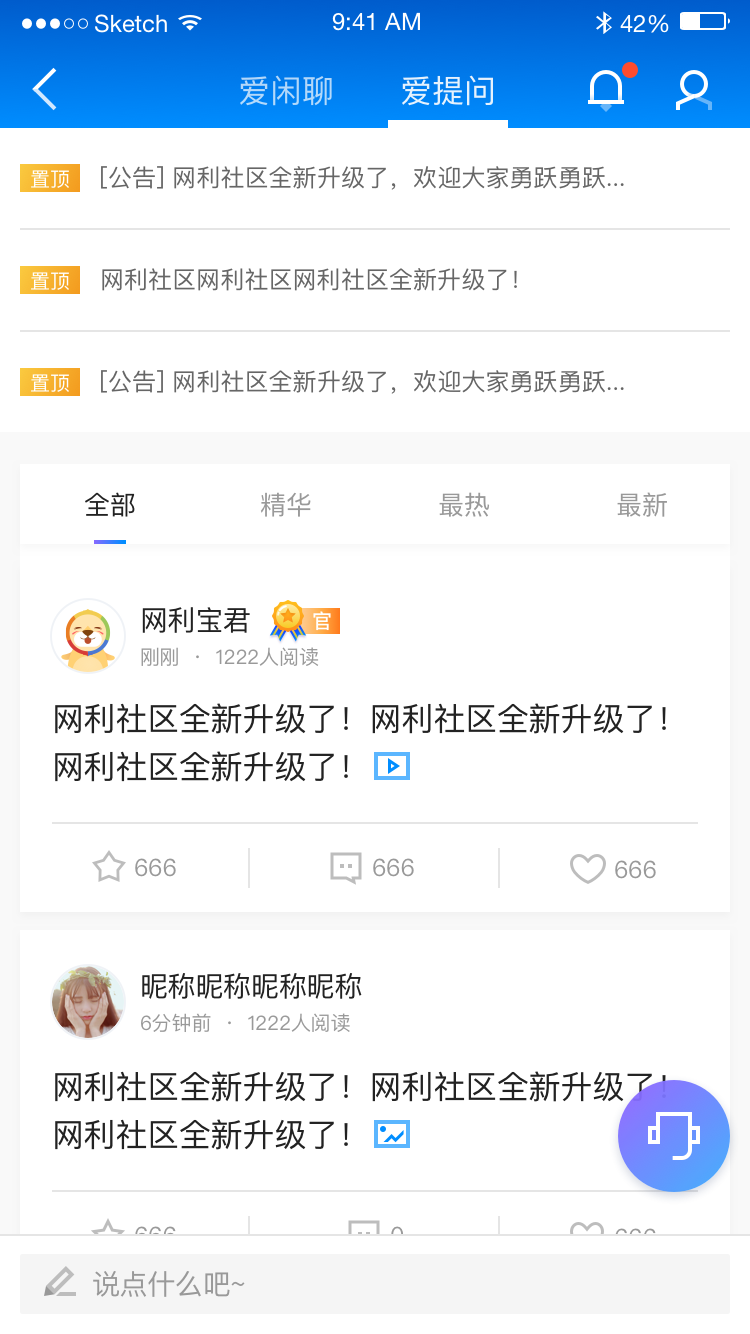 Sketch 9:41 AM 42%
爱闲聊 爱提问
置顶 [公告] 网利社区全新升级了，欢迎大家勇跃勇跃...
置顶 网利社区网利社区网利社区全新升级了！
置顶 [公告] 网利社区全新升级了，欢迎大家勇跃勇跃...
全部 精华 最热 最新
网利宝君 官
刚刚 · 1222人阅读
网利社区全新升级了！网利社区全新升级了！
网利社区全新升级了！
666 666 666
昵称昵称昵称昵称
6分钟前 · 1222人阅读
网利社区全新升级了！网利社区全新升级了！
网利社区全新升级了！
666 0 666
说点什么吧~